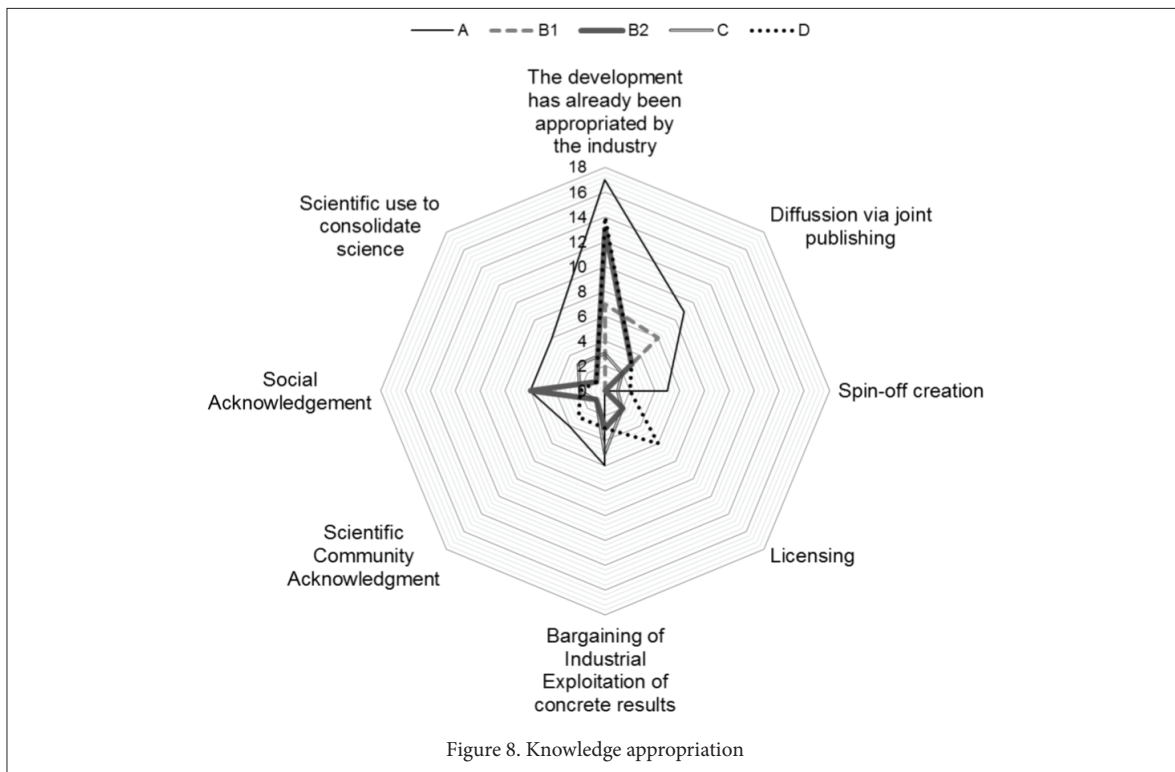 A B1 B2 C D
The development
has already been
appropriated by
the industry
18
16
14
12
10
8
6
4
2
0
Diffussion via joint
publishing
Spin-off creation
Licensing
Bargaining of
Industrial
Exploitation of
concrete results
Scientific
Community
Acknowledgment
Social
Acknowledgement
Scientific use to
consolidate
science
Figure 8. Knowledge appropriation